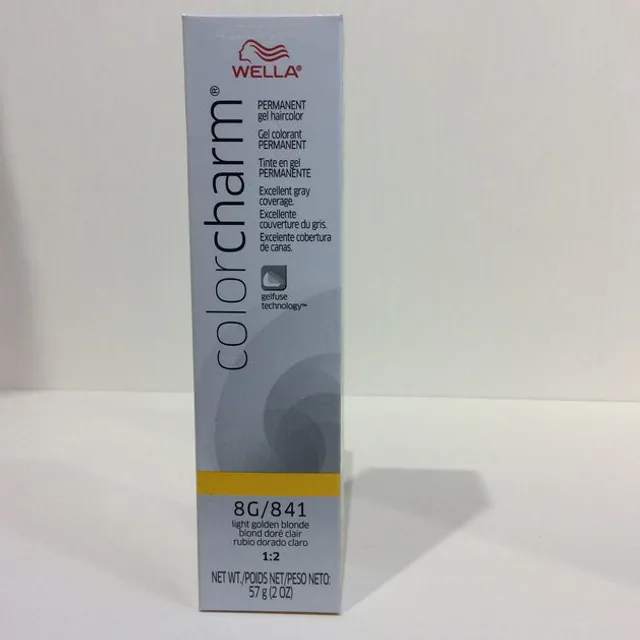 WELLA®
colorcharm®
PERMANENT
gel haircolor
Gel colorant
PERMANENT
Tinte en gel
PERMANENTE
Excellent gray
coverage.
Excellente
couverture du gris.
Excelente cobertura
de canas.
gelfuse
technology™
8G/841
light golden blonde
blond doré clair
rubio dorado claro
1:2
NET WT./POIDS NET/PESO NETO:
57 g (2 OZ)